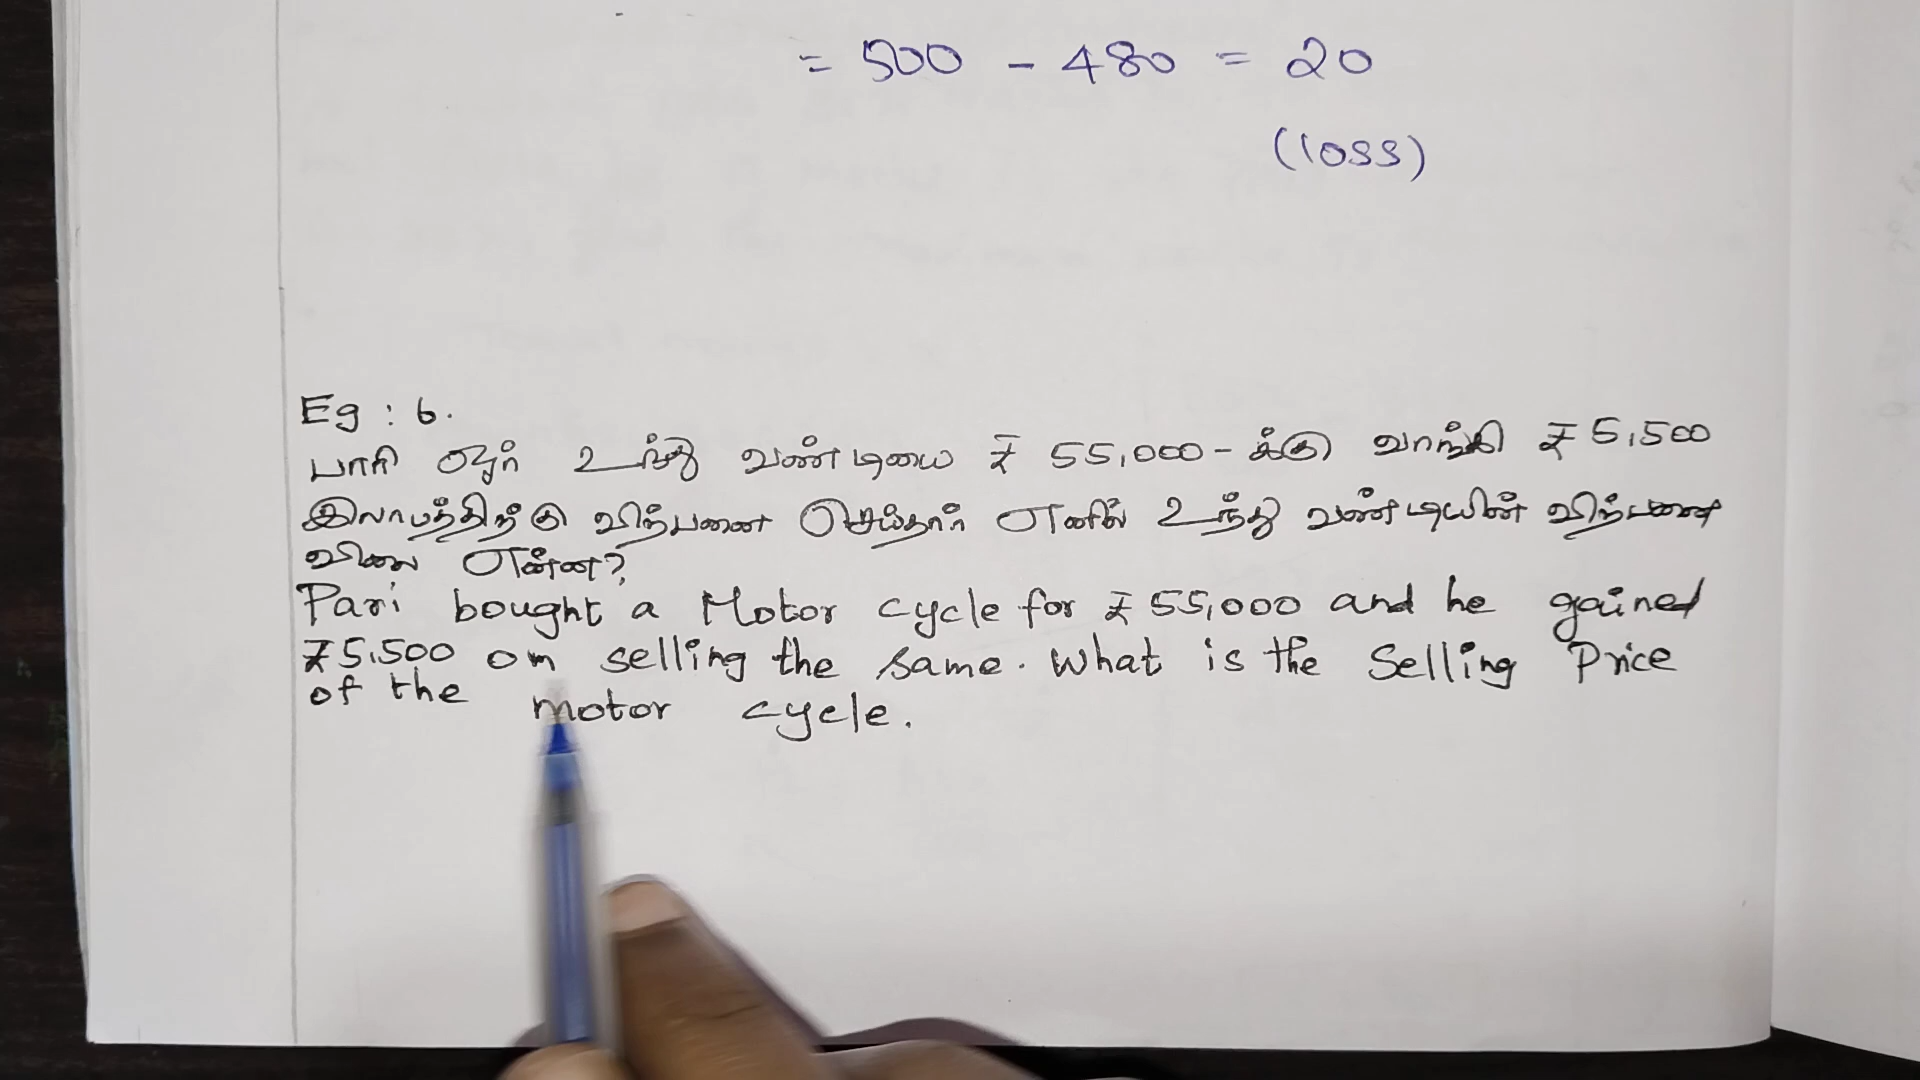 = 500 - 480 = 20
(loss)
Eg : 6.
பாரி ஓர் உந்து வண்டியை ₹ 55,000-க்கு வாங்கி ₹ 5,500
இலாபத்திற்கு விற்பனை செய்தார் எனில் உந்து வண்டியின் விற்பனை
விலை என்ன?
Pari bought a Motor cycle for ₹ 55,000 and he gained
₹5,500 on selling the same. What is the Selling Price
of the motor cycle.